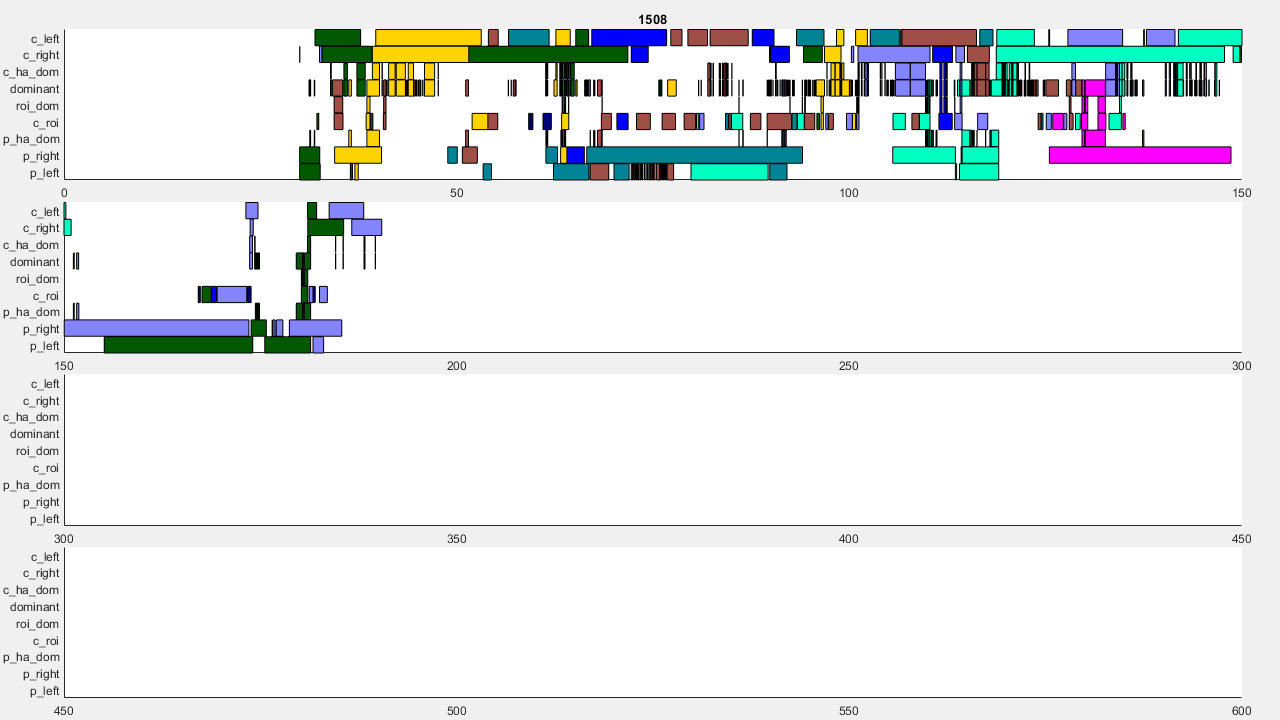 1508
c_left
c_right
c_ha_dom
dominant
roi_dom
c_roi
p_ha_dom
p_right
p_left
0 50 100 150
c_left
c_right
c_ha_dom
dominant
roi_dom
c_roi
p_ha_dom
p_right
p_left
150 200 250 300
c_left
c_right
c_ha_dom
dominant
roi_dom
c_roi
p_ha_dom
p_right
p_left
300 350 400 450
c_left
c_right
c_ha_dom
dominant
roi_dom
c_roi
p_ha_dom
p_right
p_left
450 500 550 600